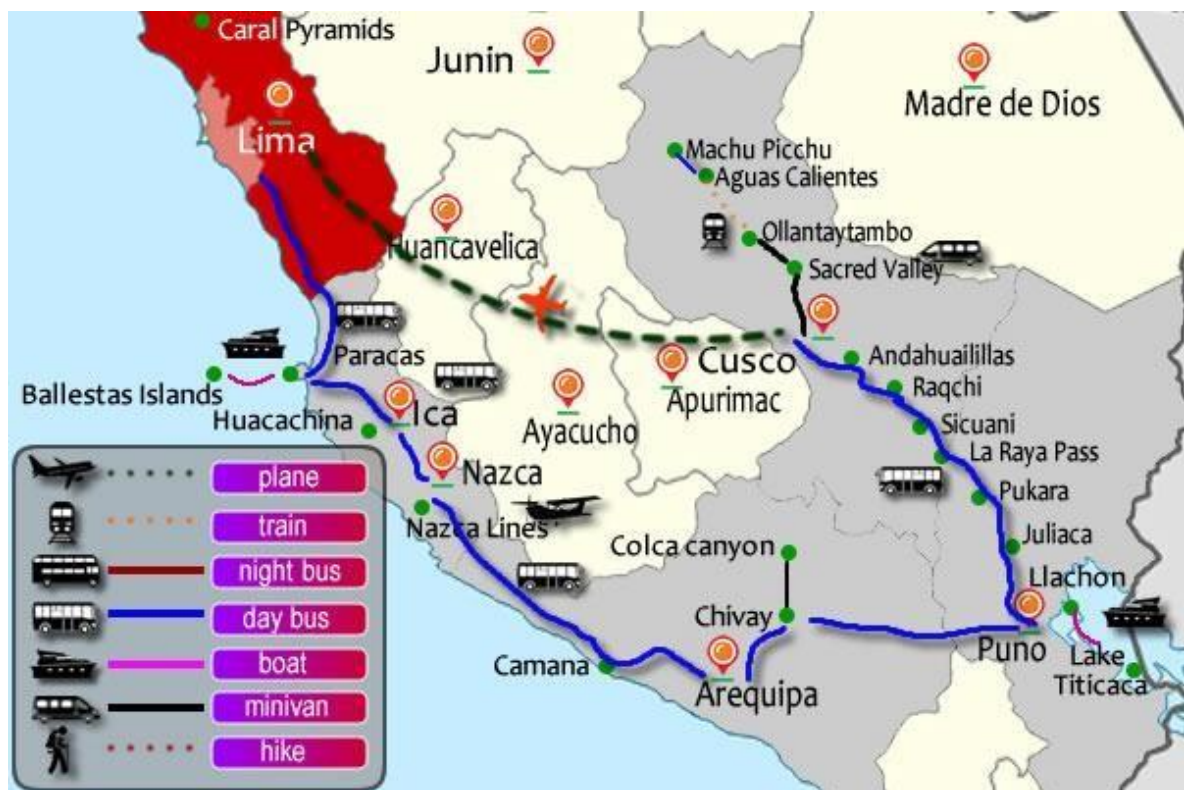 Caral Pyramids
Junin
Madre de Dios
Lima
Machu Picchu
Aguas Calientes
Huancavelica
Ollantaytambo
Sacred Valley
Paracas
Ballestas Islands
Cusco
Andahuailillas
Apurimac
Raqchi
Huacachina
Ica
Ayacucho
Sicuani
La Raya Pass
Nazca
Pukara
Nazca Lines
Colca canyon
Juliaca
Llachon
Chivay
Puno
Lake
Titicaca
Camana
Arequipa
plane
train
night bus
day bus
boat
minivan
hike